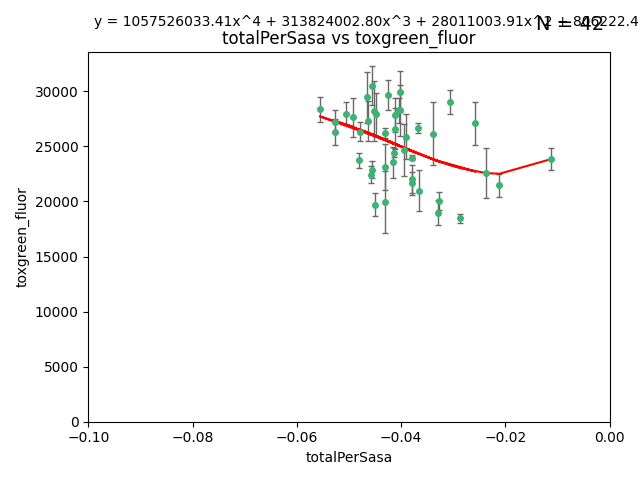 y = 1057526033.41x^4 + 313824002.80x^3 + 28011003.91x^2 +
N = 42
totalPerSasa vs toxgreen_fluor
30000
25000
20000
15000
10000
5000
0
toxgreen_fluor
−0.10 −0.08 −0.06 −0.04 −0.02 0.00
totalPerSasa